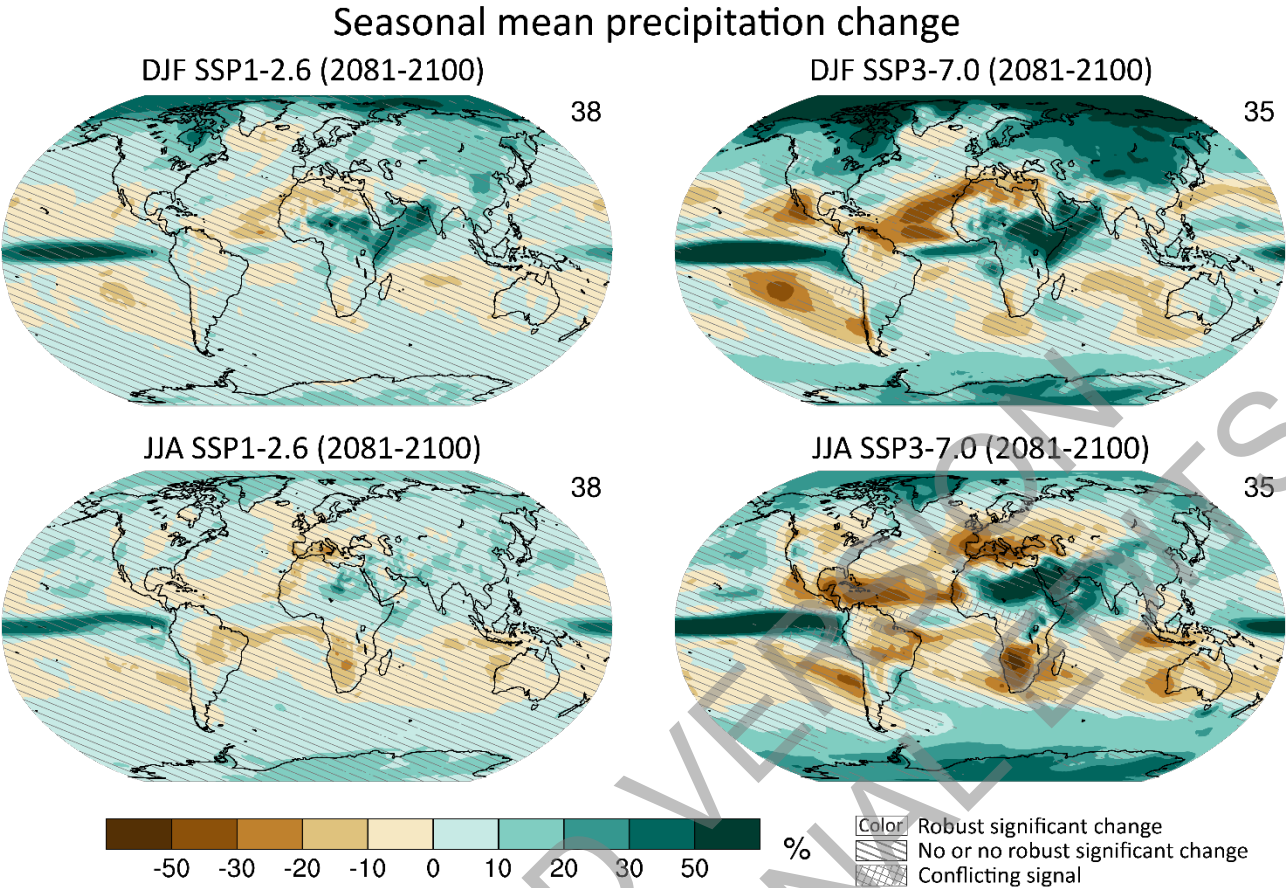 Seasonal mean precipitation change
DJF SSP1-2.6 (2081-2100)
38
DJF SSP3-7.0 (2081-2100)
35
JJA SSP1-2.6 (2081-2100)
38
JJA SSP3-7.0 (2081-2100)
35
-50 -30 -20 -10 0 10 20 30 50
%
Color Robust significant change
No or no robust significant change
Conflicting signal
VERSION
EDITS